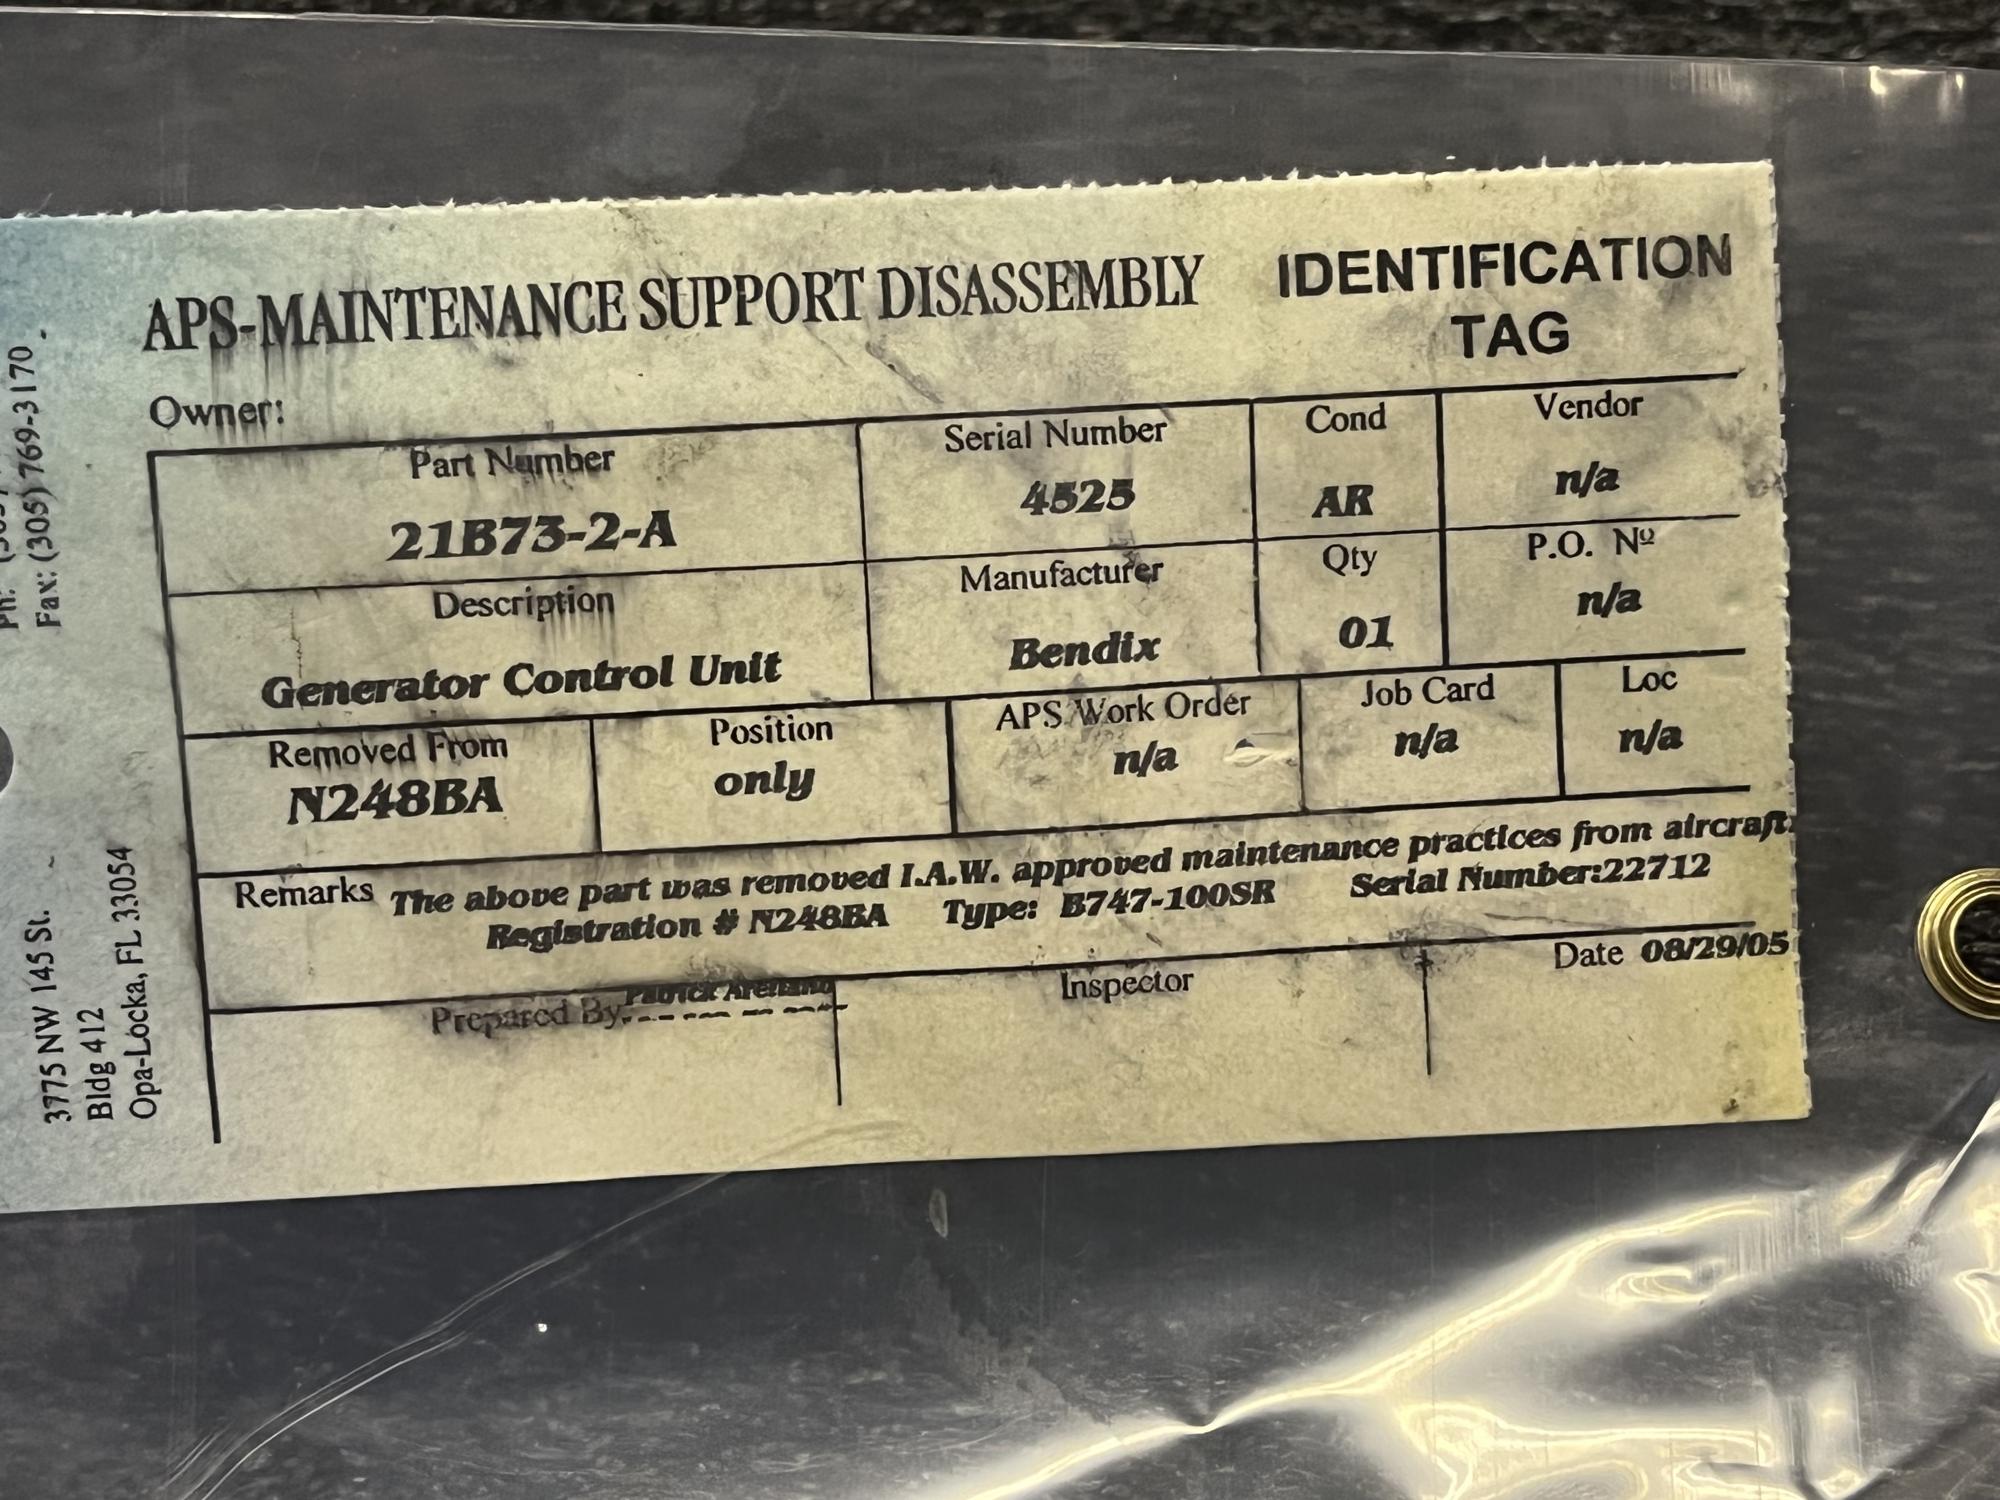 APS-MAINTENANCE SUPPORT DISASSEMBLY
IDENTIFICATION
TAG
Owner:
Part Number
21B73-2-A
Serial Number
4525
Cond
AR
Vendor
n/a
Description
Generator Control Unit
Manufacturer
Bendix
Qty
01
P.O. Nº
n/a
Removed From
N248BA
Position
only
APS Work Order
n/a
Job Card
n/a
Loc
n/a
Remarks The above part was removed I.A.W. approved maintenance practices from aircraft
Registration # N248BA Type: B747-100SR Serial Number:22712
Prepared By: Patrick
Inspector
Date 08/29/05
3775 NW 145 St.
Bldg 412
Opa-Locka, FL 33054
Ph:
Fax: (305) 769-3170